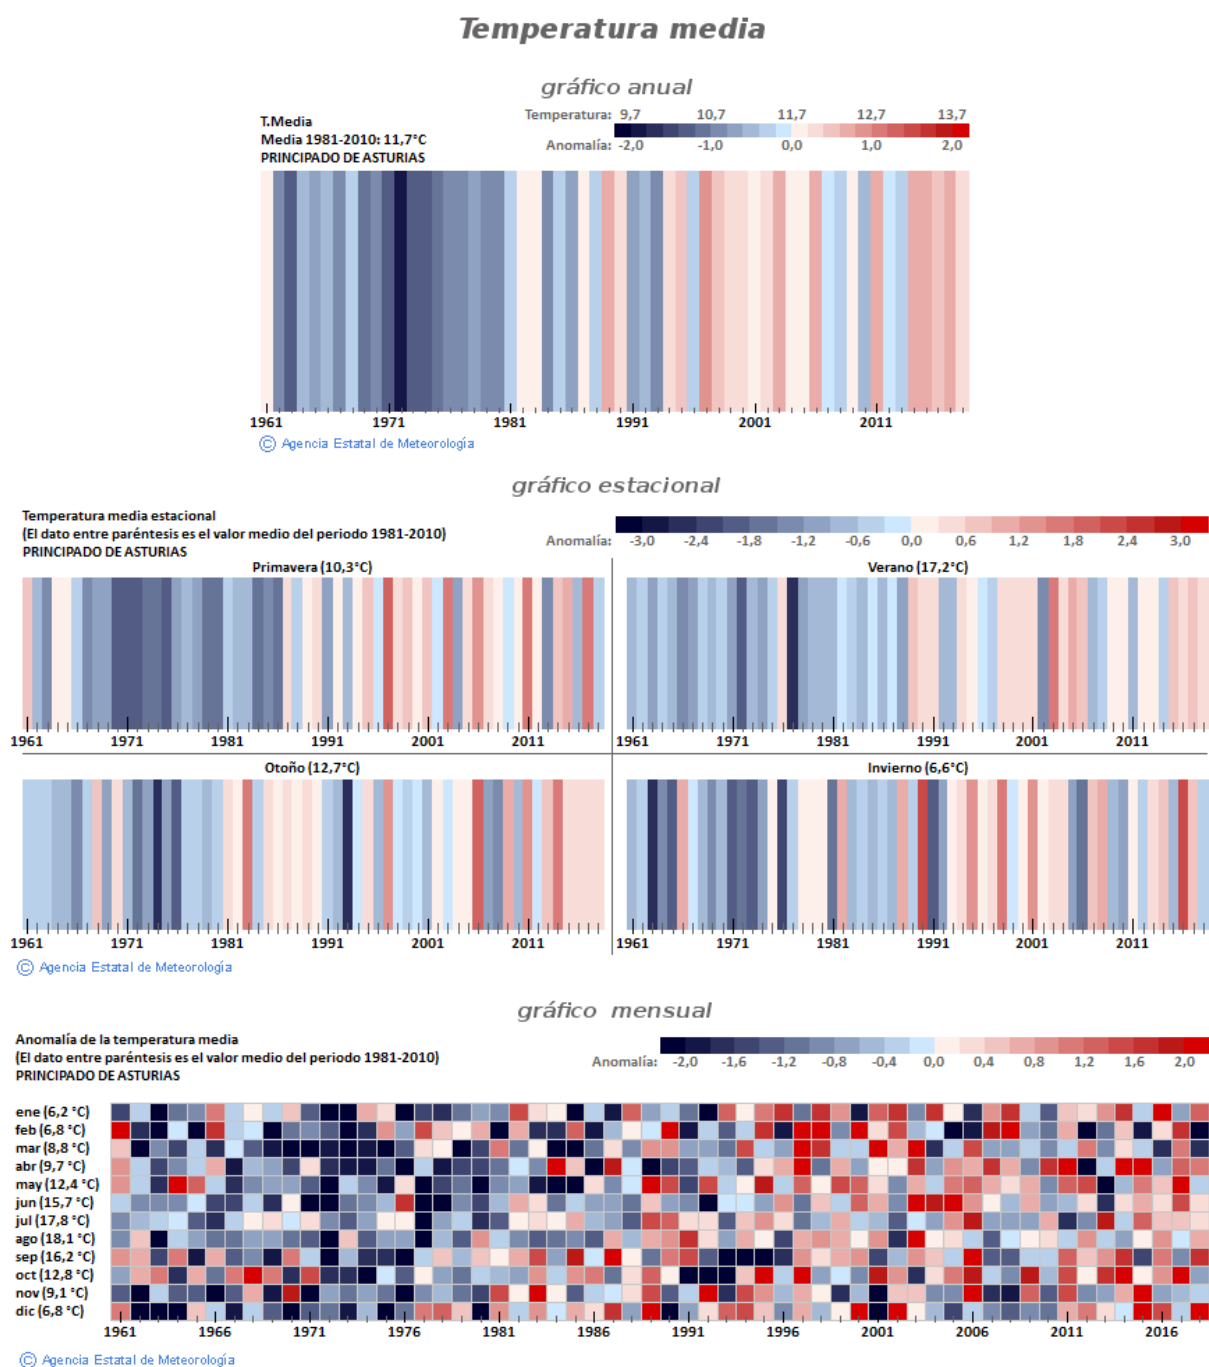 Temperatura media
gráfico anual
T.Media
Media 1981-2010: 11,7°C
PRINCIPADO DE ASTURIAS
Temperatura: 9,7 10,7 11,7 12,7 13,7
Anomalía: -2,0 -1,0 0,0 1,0 2,0
1961 1971 1981 1991 2001 2011
© Agencia Estatal de Meteorología
gráfico estacional
Temperatura media estacional
(El dato entre paréntesis es el valor medio del periodo 1981-2010)
PRINCIPADO DE ASTURIAS
Anomalía: -3,0 -2,4 -1,8 -1,2 -0,6 0,0 0,6 1,2 1,8 2,4 3,0
Primavera (10,3°C)
1961 1971 1981 1991 2001 2011
Verano (17,2°C)
1961 1971 1981 1991 2001 2011
Otoño (12,7°C)
1961 1971 1981 1991 2001 2011
Invierno (6,6°C)
1961 1971 1981 1991 2001 2011
© Agencia Estatal de Meteorología
gráfico mensual
Anomalía de la temperatura media
(El dato entre paréntesis es el valor medio del periodo 1981-2010)
PRINCIPADO DE ASTURIAS
Anomalía: -2,0 -1,6 -1,2 -0,8 -0,4 0,0 0,4 0,8 1,2 1,6 2,0
ene (6,2 °C)
feb (6,8 °C)
mar (8,8 °C)
abr (9,7 °C)
may (12,4 °C)
jun (15,7 °C)
jul (17,8 °C)
ago (18,1 °C)
sep (16,2 °C)
oct (12,8 °C)
nov (9,1 °C)
dic (6,8 °C)
1961 1966 1971 1976 1981 1986 1991 1996 2001 2006 2011 2016
© Agencia Estatal de Meteorología